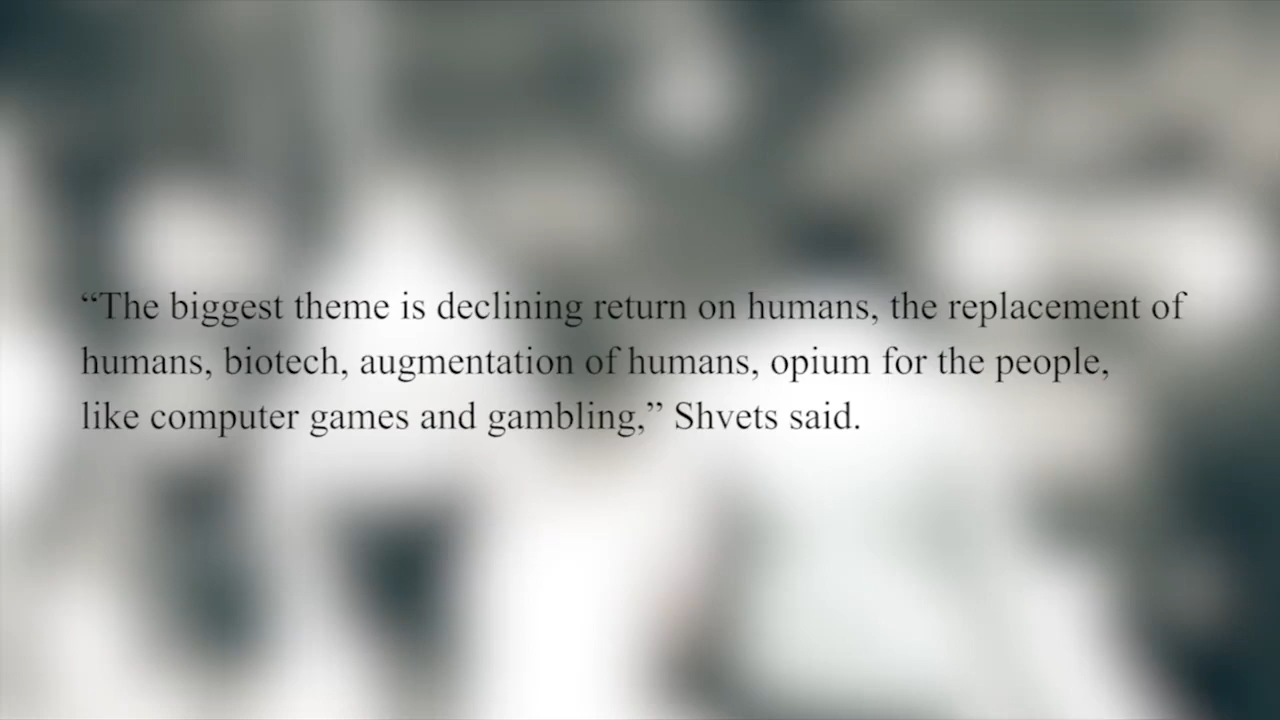 “The biggest theme is declining return on humans, the replacement of
humans, biotech, augmentation of humans, opium for the people,
like computer games and gambling,” Shvets said.